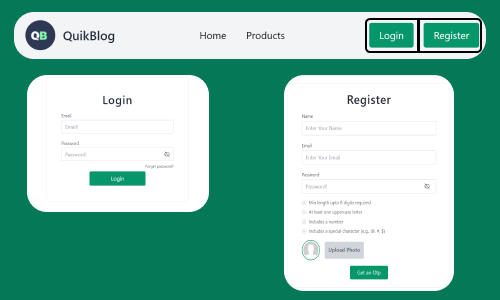 QB QuikBlog Home Products Login Register
Login
Email
Email!
Password
Password!
Forget password?
Login
Register
Name
Enter Your Name
Email
Enter Your Email
Password
Password!
Min length upto 8 digits required
At least one uppercase letter
Includes a number
Includes a special character (e.g., @, #, $)
Upload Photo
Get an Otp